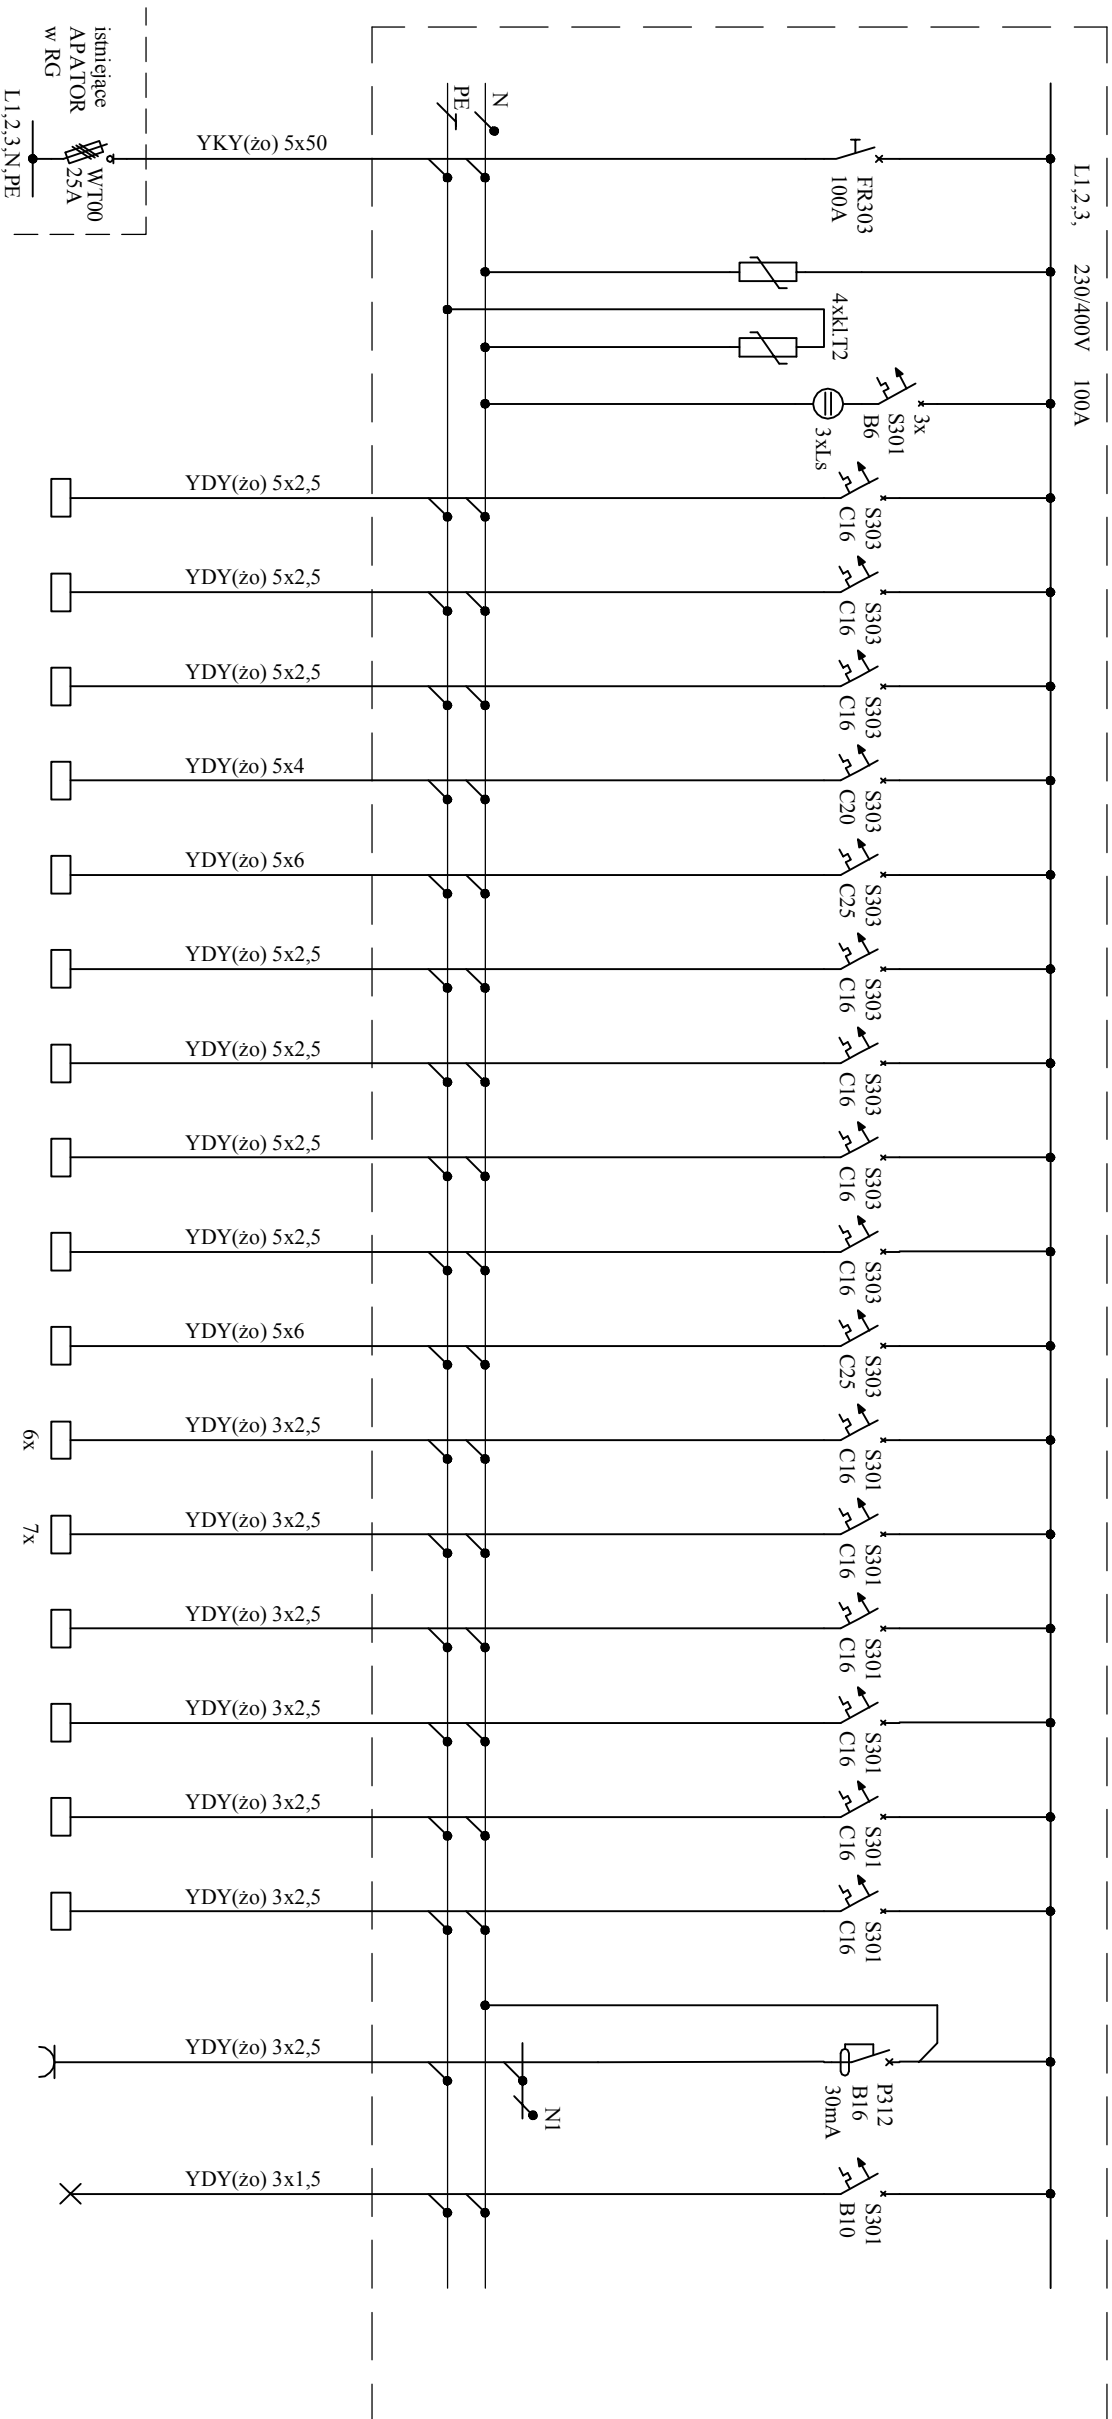 L1,2,3, 230/400V 100A
istniejące
APATOR
w RG
L1,2,3,N,PE
WT00
25A
YKY(żo) 5x50
PE
N
FR303
100A
4xkl.T2
3x
S301
B6
3xLs
YDY(żo) 5x2,5
S303
C16
YDY(żo) 5x2,5
S303
C16
YDY(żo) 5x2,5
S303
C16
YDY(żo) 5x4
S303
C20
YDY(żo) 5x6
S303
C25
YDY(żo) 5x2,5
S303
C16
YDY(żo) 5x2,5
S303
C16
YDY(żo) 5x2,5
S303
C16
YDY(żo) 5x2,5
S303
C16
YDY(żo) 5x6
S303
C25
6x
YDY(żo) 3x2,5
S301
C16
7x
YDY(żo) 3x2,5
S301
C16
YDY(żo) 3x2,5
S301
C16
YDY(żo) 3x2,5
S301
C16
YDY(żo) 3x2,5
S301
C16
YDY(żo) 3x2,5
S301
C16
YDY(żo) 3x2,5
N1
P312
B16
30mA
YDY(żo) 3x1,5
S301
B10